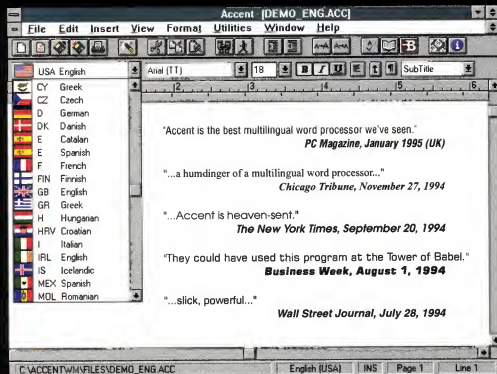 Accent [DEMO_ENG.ACC]
File Edit Insert View Format Utilities Window Help
USA English
Arial (TT) 18 B I U SubTitle
CY Greek
CZ Czech
D German
DK Danish
E Catalan
E Spanish
F French
FIN Finnish
GB English
GR Greek
H Hungarian
HRV Croatian
I Italian
IRL English
IS Icelandic
MEX Spanish
MOL Romanian
2 3 4 5 6
"Accent is the best multilingual word processor we've seen."
PC Magazine, January 1995 (UK)
"...a humdinger of a multilingual word processor..."
Chicago Tribune, November 27, 1994
"...Accent is heaven-sent."
The New York Times, September 20, 1994
"They could have used this program at the Tower of Babel."
Business Week, August 1, 1994
"...slick, powerful..."
Wall Street Journal, July 28, 1994
C:\ACCENTWM\FILES\DEMO_ENG.ACC English (USA) INS Page 1 Line 1